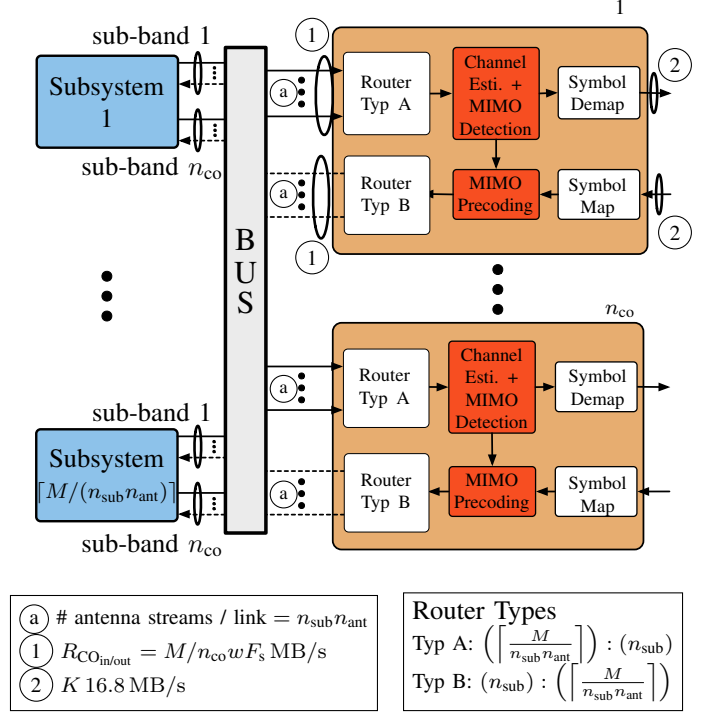 sub-band 1
Subsystem
1
sub-band n_co
a
1
1
Router
Typ A
Channel
Esti. +
MIMO
Detection
Symbol
Demap
2
a
1
Router
Typ B
MIMO
Precoding
Symbol
Map
2
BUS
n_co
sub-band 1
Subsystem
⌈M/(n_sub n_ant)⌉
sub-band n_co
a
Router
Typ A
Channel
Esti. +
MIMO
Detection
Symbol
Demap
a
Router
Typ B
MIMO
Precoding
Symbol
Map
a # antenna streams / link = n_sub n_ant
1 R_CO_in/out = M/n_co w F_s MB/s
2 K 16.8 MB/s
Router Types
Typ A: (⌈M/(n_sub n_ant)⌉) : (n_sub)
Typ B: (n_sub) : (⌈M/(n_sub n_ant)⌉)